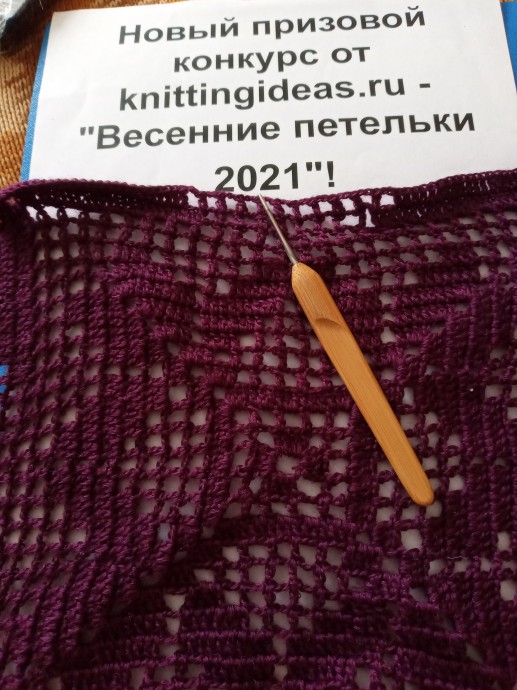 Новый призовой
конкурс от
knittingideas.ru -
"Весенние петельки
2021"!